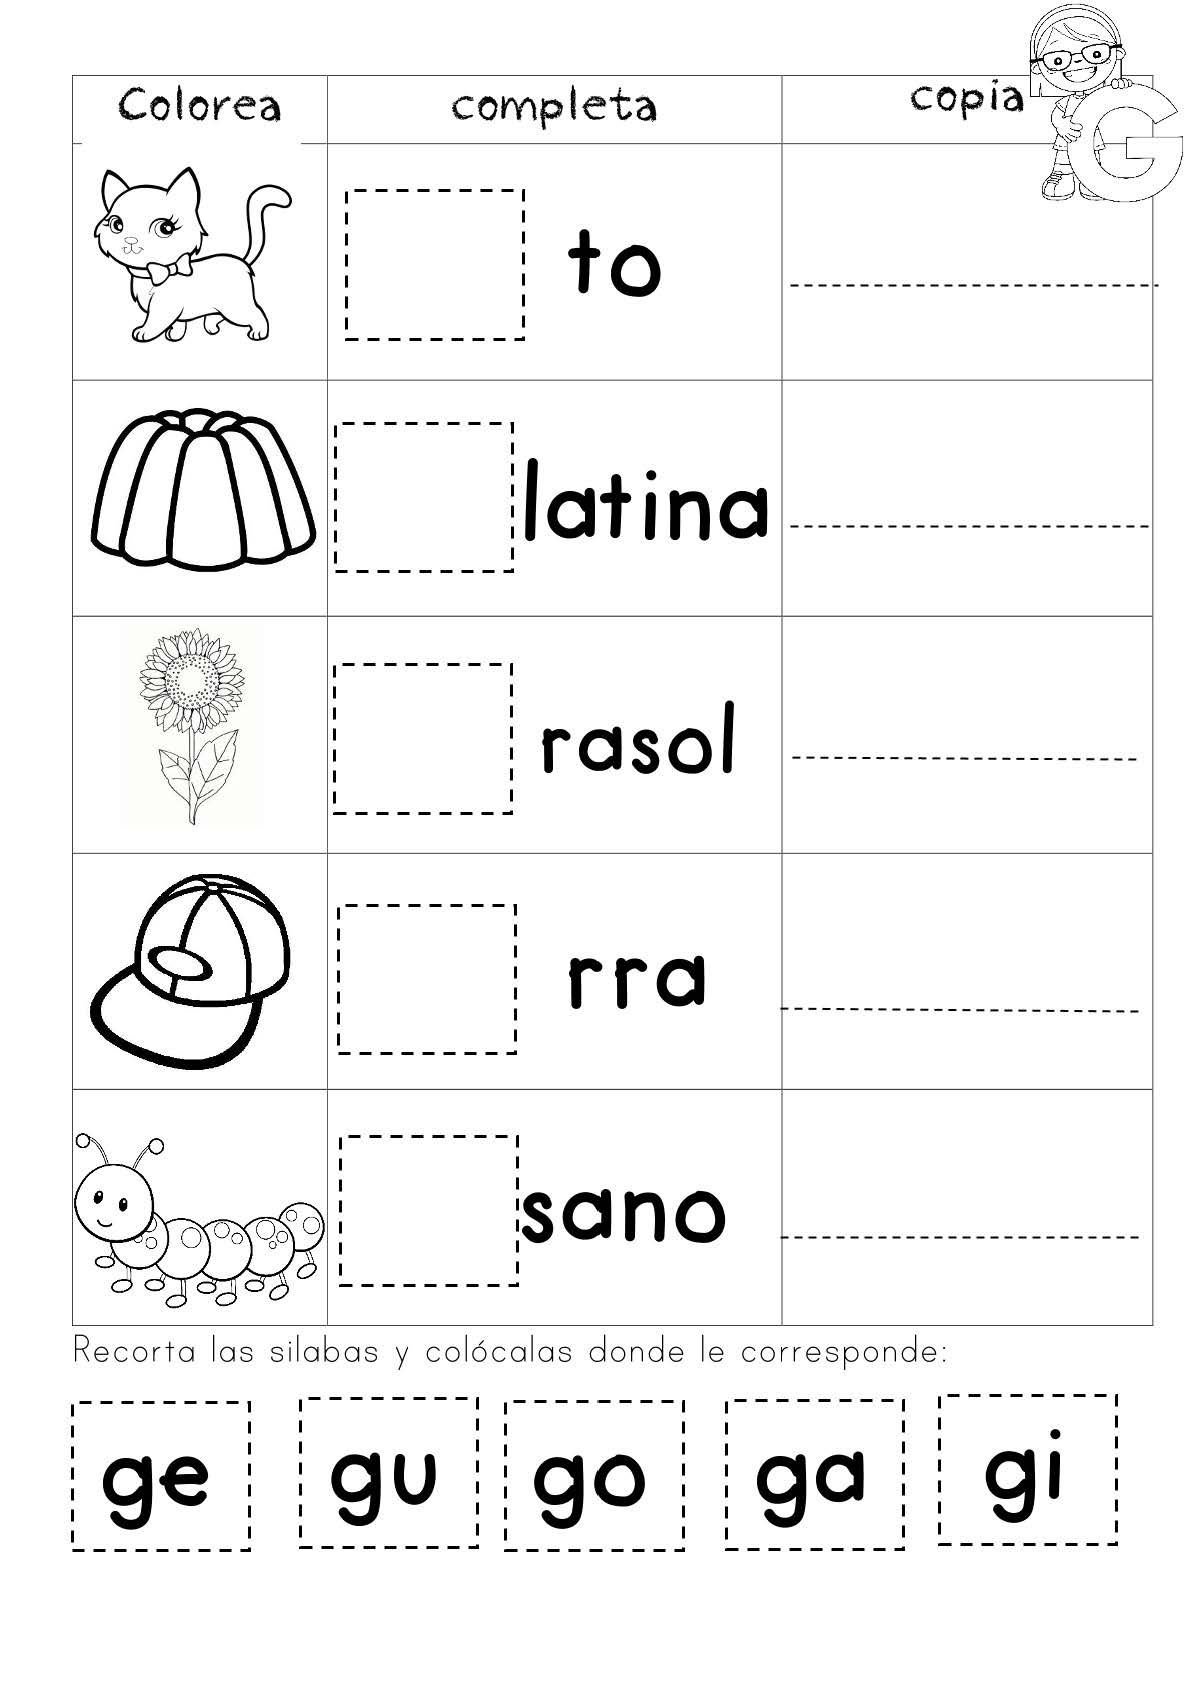 Colorea completa copia
G
to
latina
rasol
rra
sano
Recorta las silabas y colócalas donde le corresponde:
ge gu go ga gi